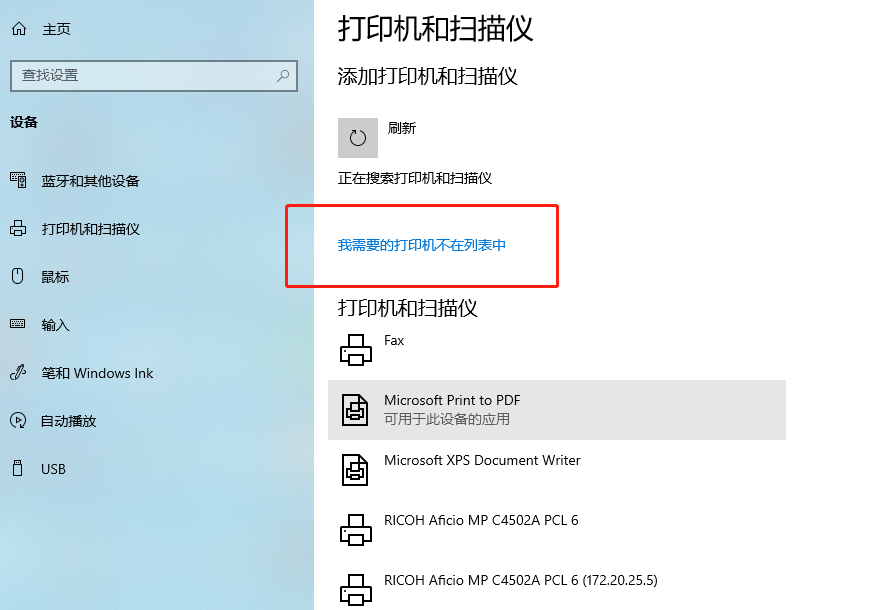 主页
查找设置
设备
蓝牙和其他设备
打印机和扫描仪
鼠标
输入
笔和 Windows Ink
自动播放
USB
打印机和扫描仪
添加打印机和扫描仪
刷新
正在搜索打印机和扫描仪
我需要的打印机不在列表中
打印机和扫描仪
Fax
Microsoft Print to PDF
可用于此设备的应用
Microsoft XPS Document Writer
RICOH Aficio MP C4502A PCL 6
RICOH Aficio MP C4502A PCL 6 (172.20.25.5)